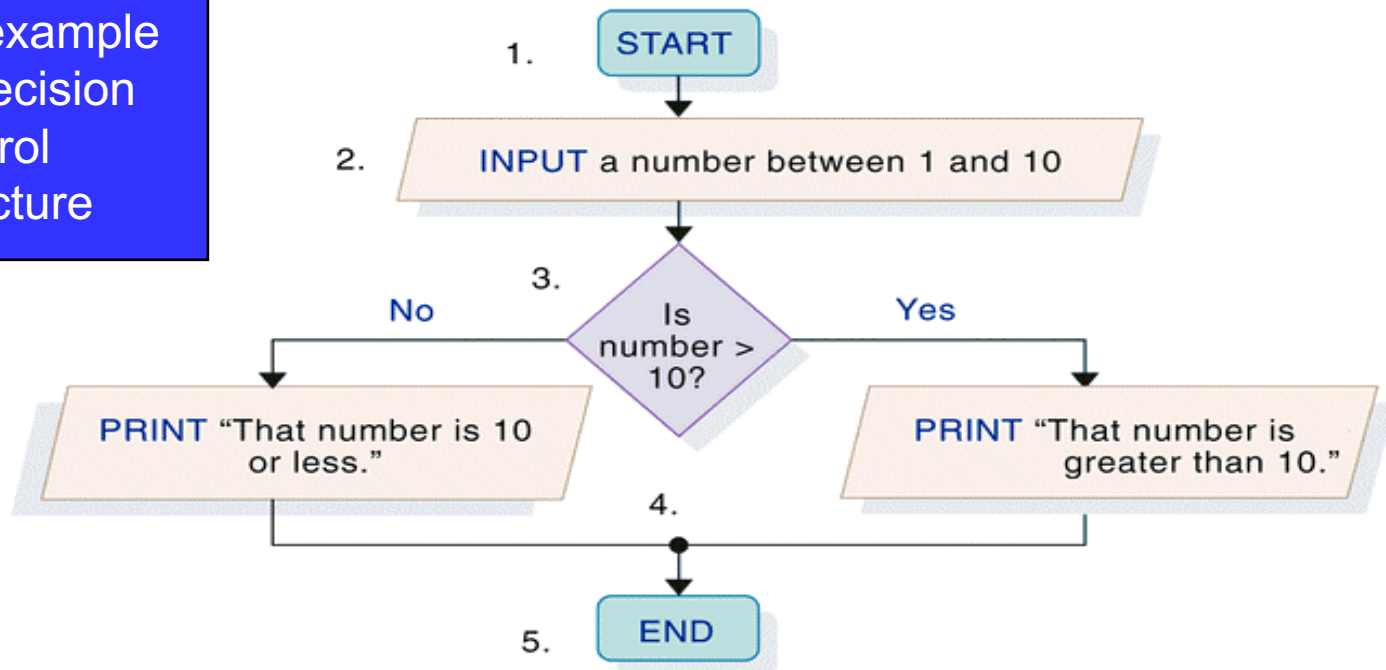 example
ecision
rol
cture
1.
START
2.
INPUT a number between 1 and 10
3.
Is
number >
10?
No
Yes
PRINT “That number is 10
or less.”
PRINT “That number is
greater than 10.”
4.
5.
END